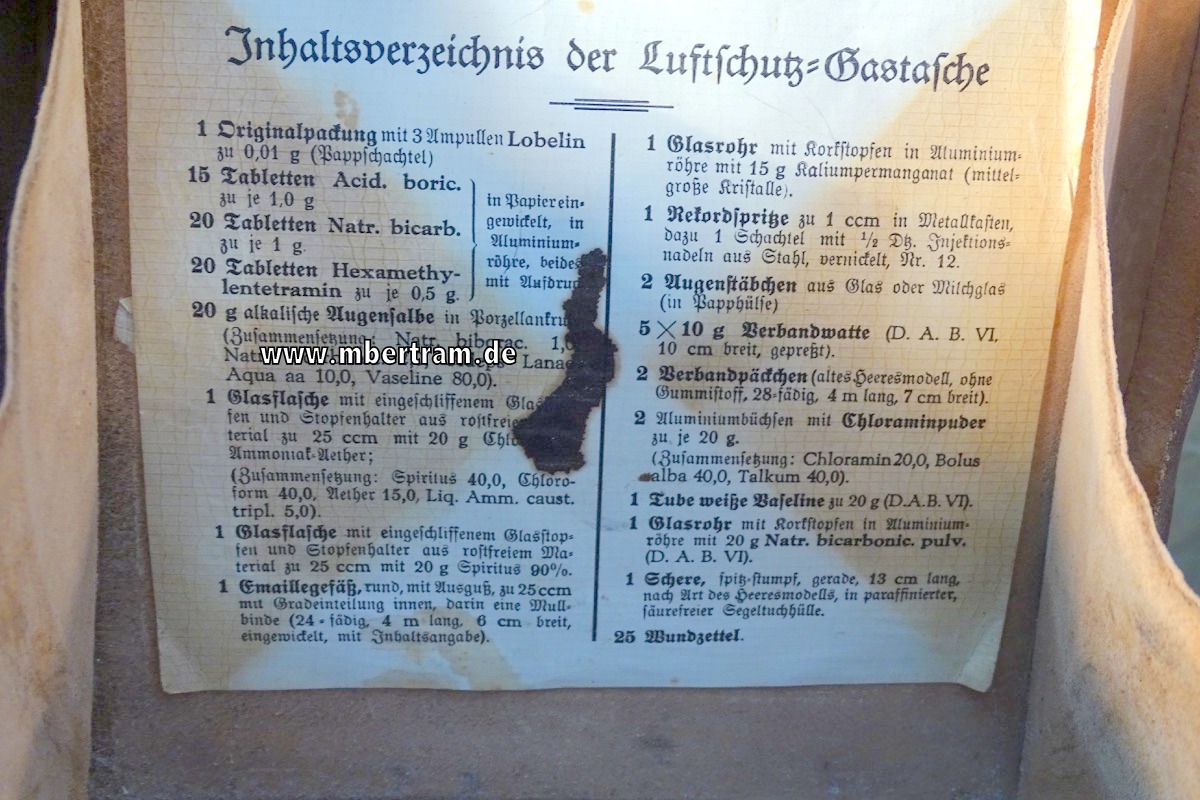 Inhaltsverzeichnis der Luftschutz=Gastasche
1 Originalpackung mit 3 Ampullen Lobelin
zu 0,01 g (Pappschachtel)
15 Tabletten Acid. boric.
zu je 1,0 g
20 Tabletten Natr. bicarb.
zu je 1 g.
20 Tabletten Hexamethy-
lentetramin zu je 0,5 g.
in Papier ein=
gewickelt, in
Aluminium=
röhre, beides
mit
20 g alkalische Augensalbe in
(Zusammensetzung: Natr. biborac.
www.mbertram.de
Aqua aa 10,0, Vaseline 80,0).
1 Glasflasche mit eingeschliffenem
fen und Stopfenhalter aus
terial zu 25 ccm mit 20 g
Ammoniak-Aether;
(Zusammensetzung: Spiritus 40,0, Chloro-
form 40,0, Aether 15,0, Liq. Amm. caust.
tripl. 5,0).
1 Glasflasche mit eingeschliffenem Glasstop=
fen und Stopfenhalter aus rostfreiem Ma=
terial zu 25 ccm mit 20 g Spiritus 90%.
1 Emaillegefäß, rund, mit Ausguß, zu 25 ccm
mit Gradeinteilung innen, darin eine Mull=
binde (24=fädig, 4 m lang, 6 cm breit,
eingewickelt, mit Inhaltsangabe).
1 Glasrohr mit Korkstopfen in Aluminium=
röhre mit 15 g Kaliumpermanganat (mittel=
große Kristalle).
1 Rekordspritze zu 1 ccm in Metallkasten,
dazu 1 Schachtel mit 1/2 Dtz. Injektions=
nadeln aus Stahl, vernickelt, Nr. 12.
2 Augenstäbchen aus Glas oder Milchglas
(in Papphülse)
5 × 10 g Verbandwatte (D. A. B. VI,
10 cm breit, gepreßt).
2 Verbandpäckchen (altes Heeresmodell, ohne
Gummistoff, 28-fädig, 4 m lang, 7 cm breit).
2 Aluminiumbüchsen mit Chloraminpuder
zu je 20 g.
(Zusammensetzung: Chloramin 20,0, Bolus
alba 40,0, Talkum 40,0).
1 Tube weiße Vaseline zu 20 g (D.A.B. VI).
1 Glasrohr mit Korkstopfen in Aluminium=
röhre mit 20 g Natr. bicarbonic. pulv.
(D. A. B. VI).
1 Schere, spitz-stumpf, gerade, 13 cm lang,
nach Art des Heeresmodells, in paraffinierter,
säurefreier Segeltuchhülle.
25 Wundzettel.